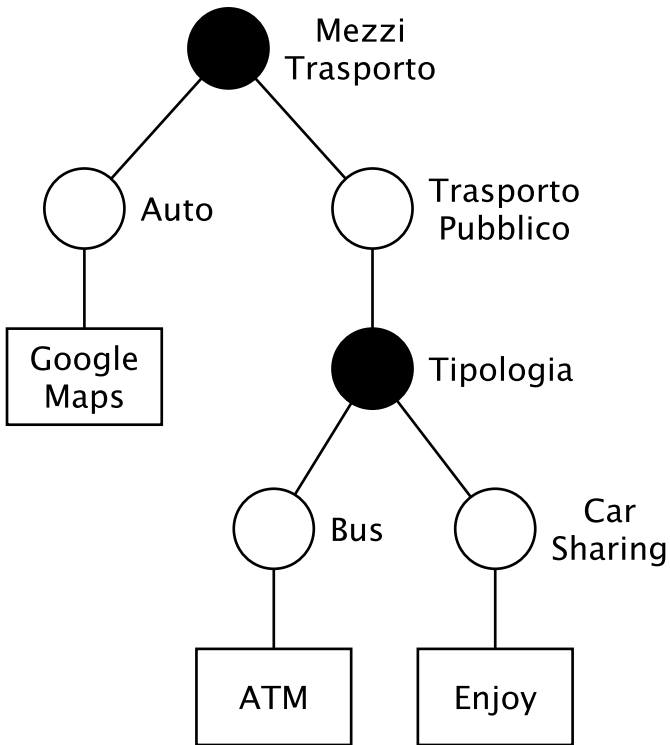 Mezzi
Trasporto
Auto
Trasporto
Pubblico
Google
Maps
Tipologia
Bus
Car
Sharing
ATM
Enjoy